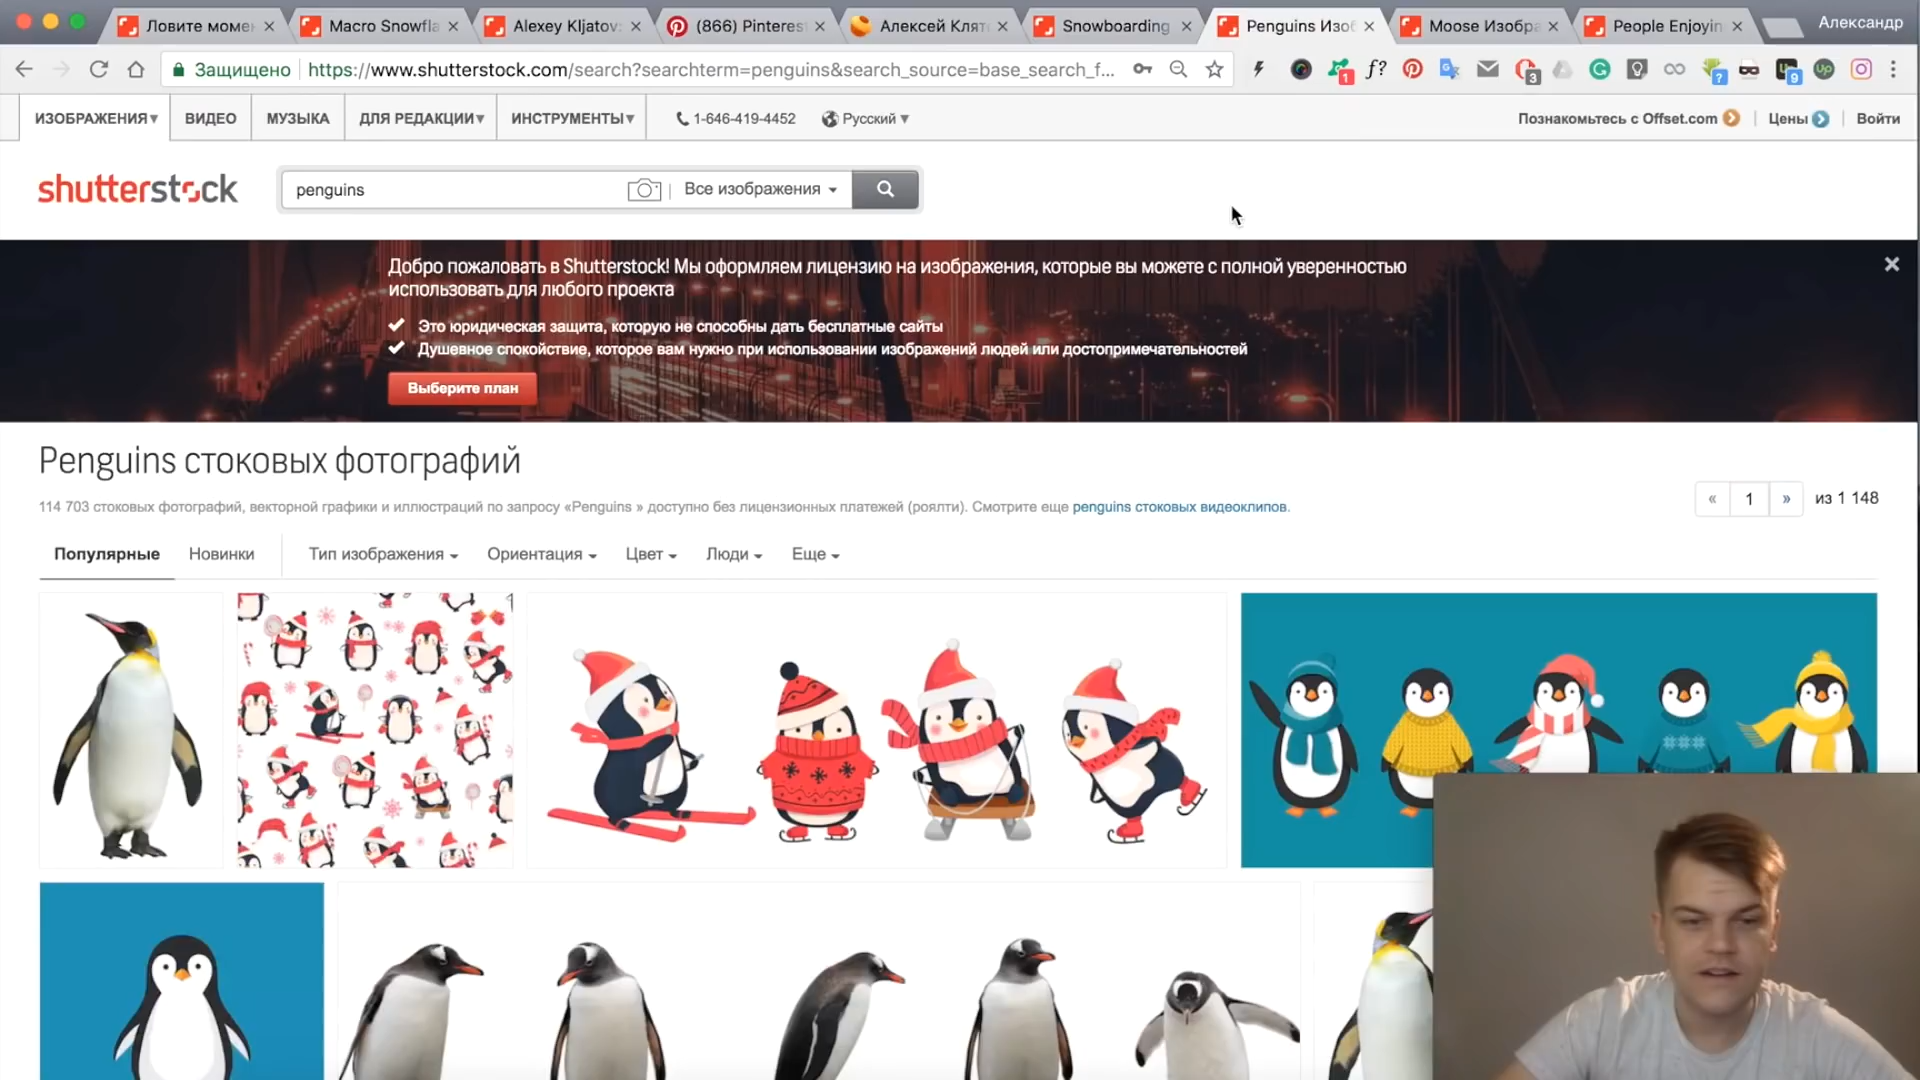 Ловите моме
Macro Snowfla
Alexey Kljatov
(866) Pinteres
Алексей Клят
Snowboarding
Penguins Изоб
Moose Изобра
People Enjoyin
Александр
Защищено
https://www.shutterstock.com/search?searchterm=penguins&search_source=base_search_f...
ИЗОБРАЖЕНИЯ
ВИДЕО
МУЗЫКА
ДЛЯ РЕДАКЦИИ
ИНСТРУМЕНТЫ
1-646-419-4452
Русский
Познакомьтесь с Offset.com
Цены
Войти
shutterstock
penguins
Все изображения
Добро пожаловать в Shutterstock! Мы оформляем лицензию на изображения, которые вы можете с полной уверенностью
использовать для любого проекта
Это юридическая защита, которую не способны дать бесплатные сайты
Душевное спокойствие, которое вам нужно при использовании изображений людей или достопримечательностей
Выберите план
Penguins стоковых фотографий
114 703 стоковых фотографий, векторной графики и иллюстраций по запросу «Penguins » доступно без лицензионных платежей (роялти). Смотрите еще penguins стоковых видеоклипов.
« 1 » из 1 148
Популярные
Новинки
Тип изображения
Ориентация
Цвет
Люди
Еще